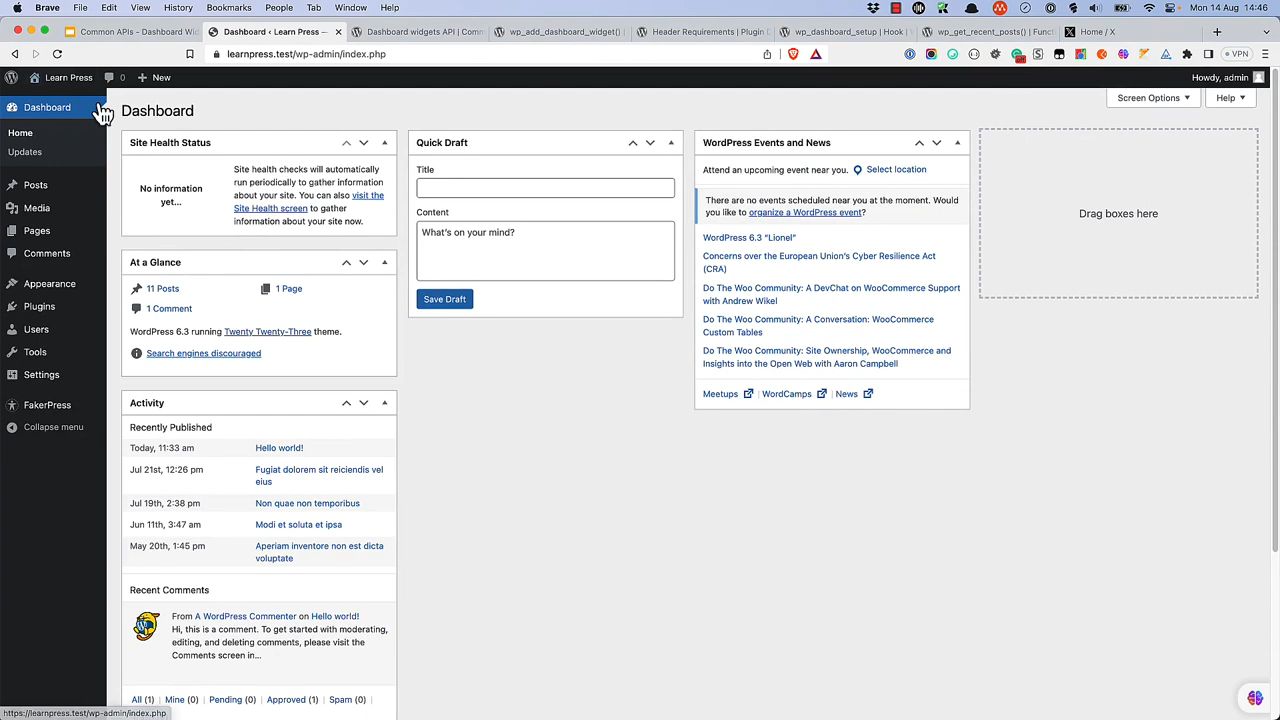 Brave File Edit View History Bookmarks People Tab Window Help
Mon 14 Aug 14:46
Common APIs - Dashboard Wi
Dashboard ‹ Learn Press —
Dashboard widgets API | Comm
wp_add_dashboard_widget() |
Header Requirements | Plugin D
wp_dashboard_setup | Hook | W
wp_get_recent_posts() | Functi
Home / X
learnpress.test/wp-admin/index.php
VPN
Learn Press 0 New
Howdy, admin
Dashboard
Home
Updates
Posts
Media
Pages
Comments
Appearance
Plugins
Users
Tools
Settings
FakerPress
Collapse menu
Dashboard
Screen Options
Help
Site Health Status
No information
yet...
Site health checks will automatically
run periodically to gather information
about your site. You can also visit the
Site Health screen to gather
information about your site now.
At a Glance
11 Posts
1 Page
1 Comment
WordPress 6.3 running Twenty Twenty-Three theme.
Search engines discouraged
Activity
Recently Published
Today, 11:33 am Hello world!
Jul 21st, 12:26 pm Fugiat dolorem sit reiciendis vel
eius
Jul 19th, 2:38 pm Non quae non temporibus
Jun 11th, 3:47 am Modi et soluta et ipsa
May 20th, 1:45 pm Aperiam inventore non est dicta
voluptate
Recent Comments
From A WordPress Commenter on Hello world!
Hi, this is a comment. To get started with moderating,
editing, and deleting comments, please visit the
Comments screen in…
All (1) | Mine (0) | Pending (0) | Approved (1) | Spam (0) |
Quick Draft
Title
Content
What's on your mind?
Save Draft
WordPress Events and News
Attend an upcoming event near you. Select location
There are no events scheduled near you at the moment. Would
you like to organize a WordPress event?
WordPress 6.3 “Lionel”
Concerns over the European Union's Cyber Resilience Act
(CRA)
Do The Woo Community: A DevChat on WooCommerce Support
with Andrew Wikel
Do The Woo Community: A Conversation: WooCommerce
Custom Tables
Do The Woo Community: Site Ownership, WooCommerce and
Insights into the Open Web with Aaron Campbell
Meetups | WordCamps | News
Drag boxes here
https://learnpress.test/wp-admin/index.php